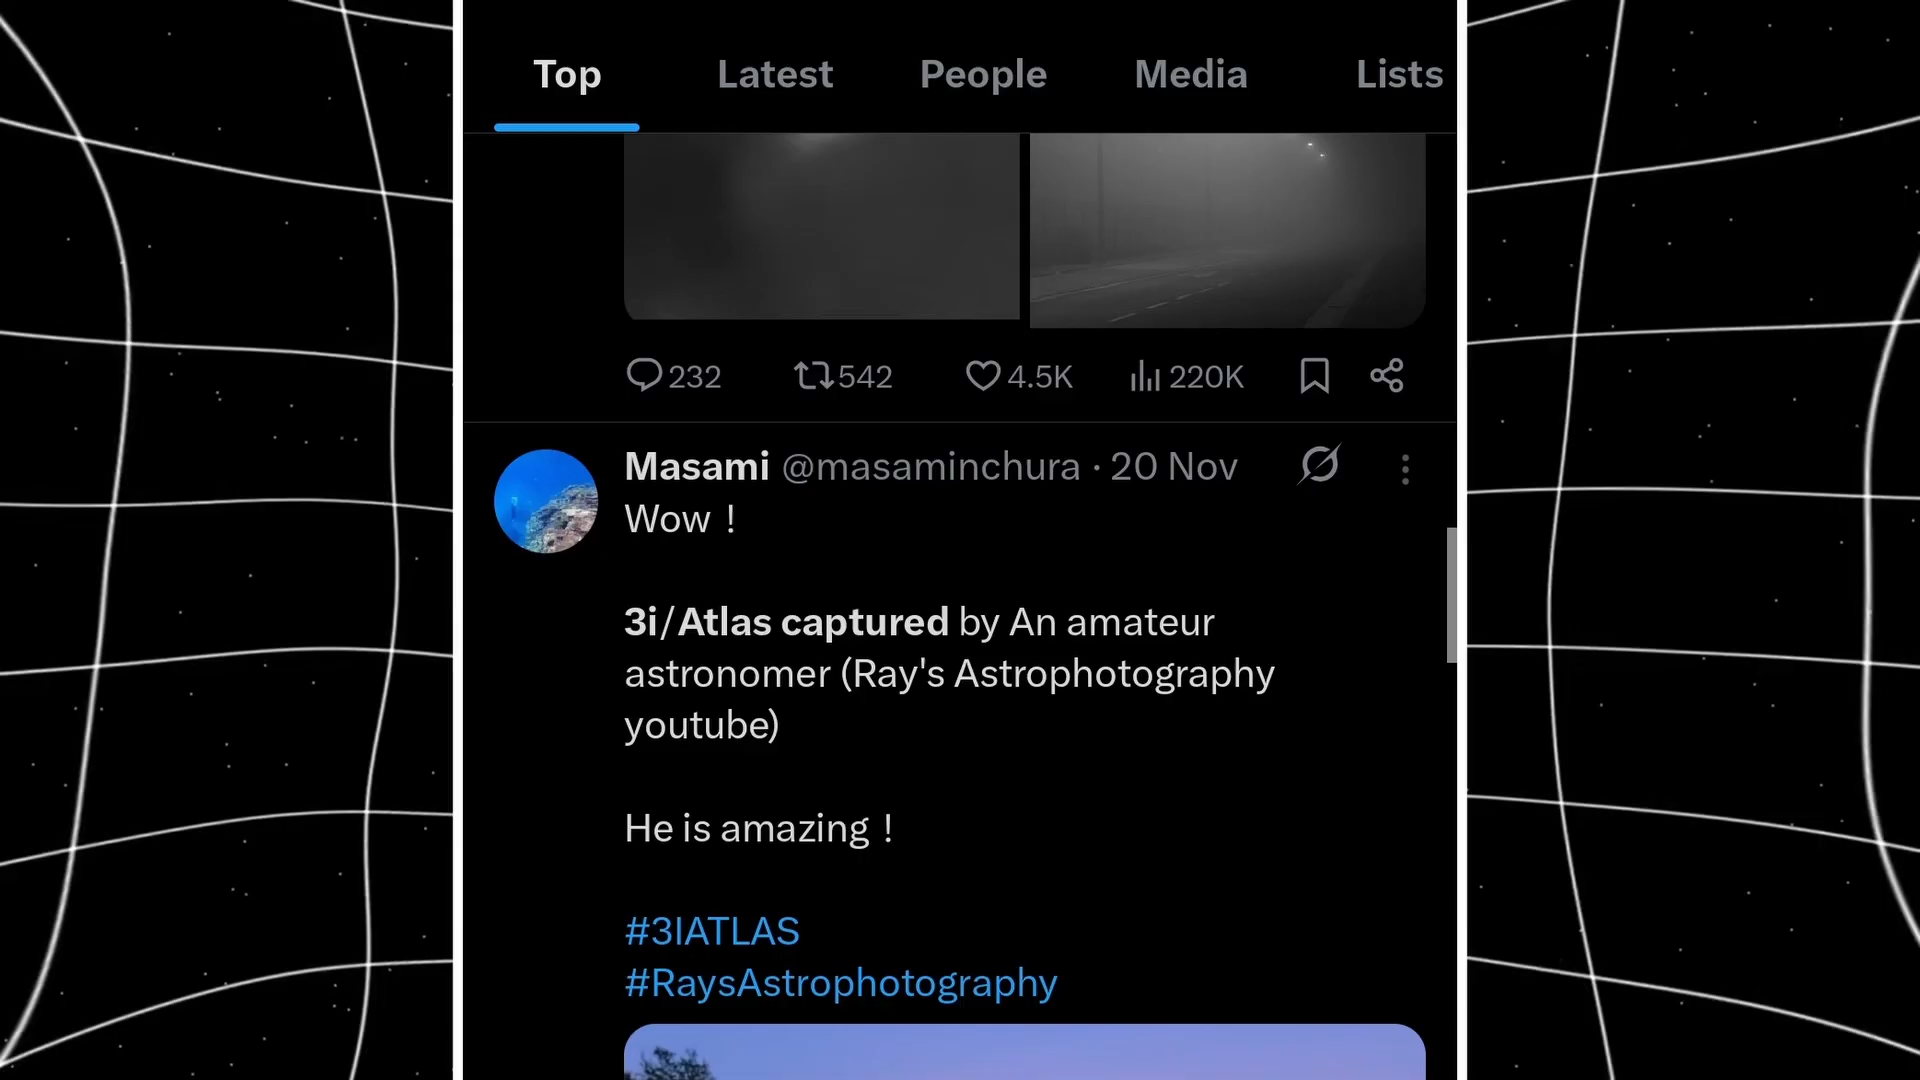 Top Latest People Media Lists
232 542 4.5K 220K
Masami @masaminchura · 20 Nov
Wow !
3i/Atlas captured by An amateur
astronomer (Ray's Astrophotography
youtube)
He is amazing !
#3IATLAS
#RaysAstrophotography